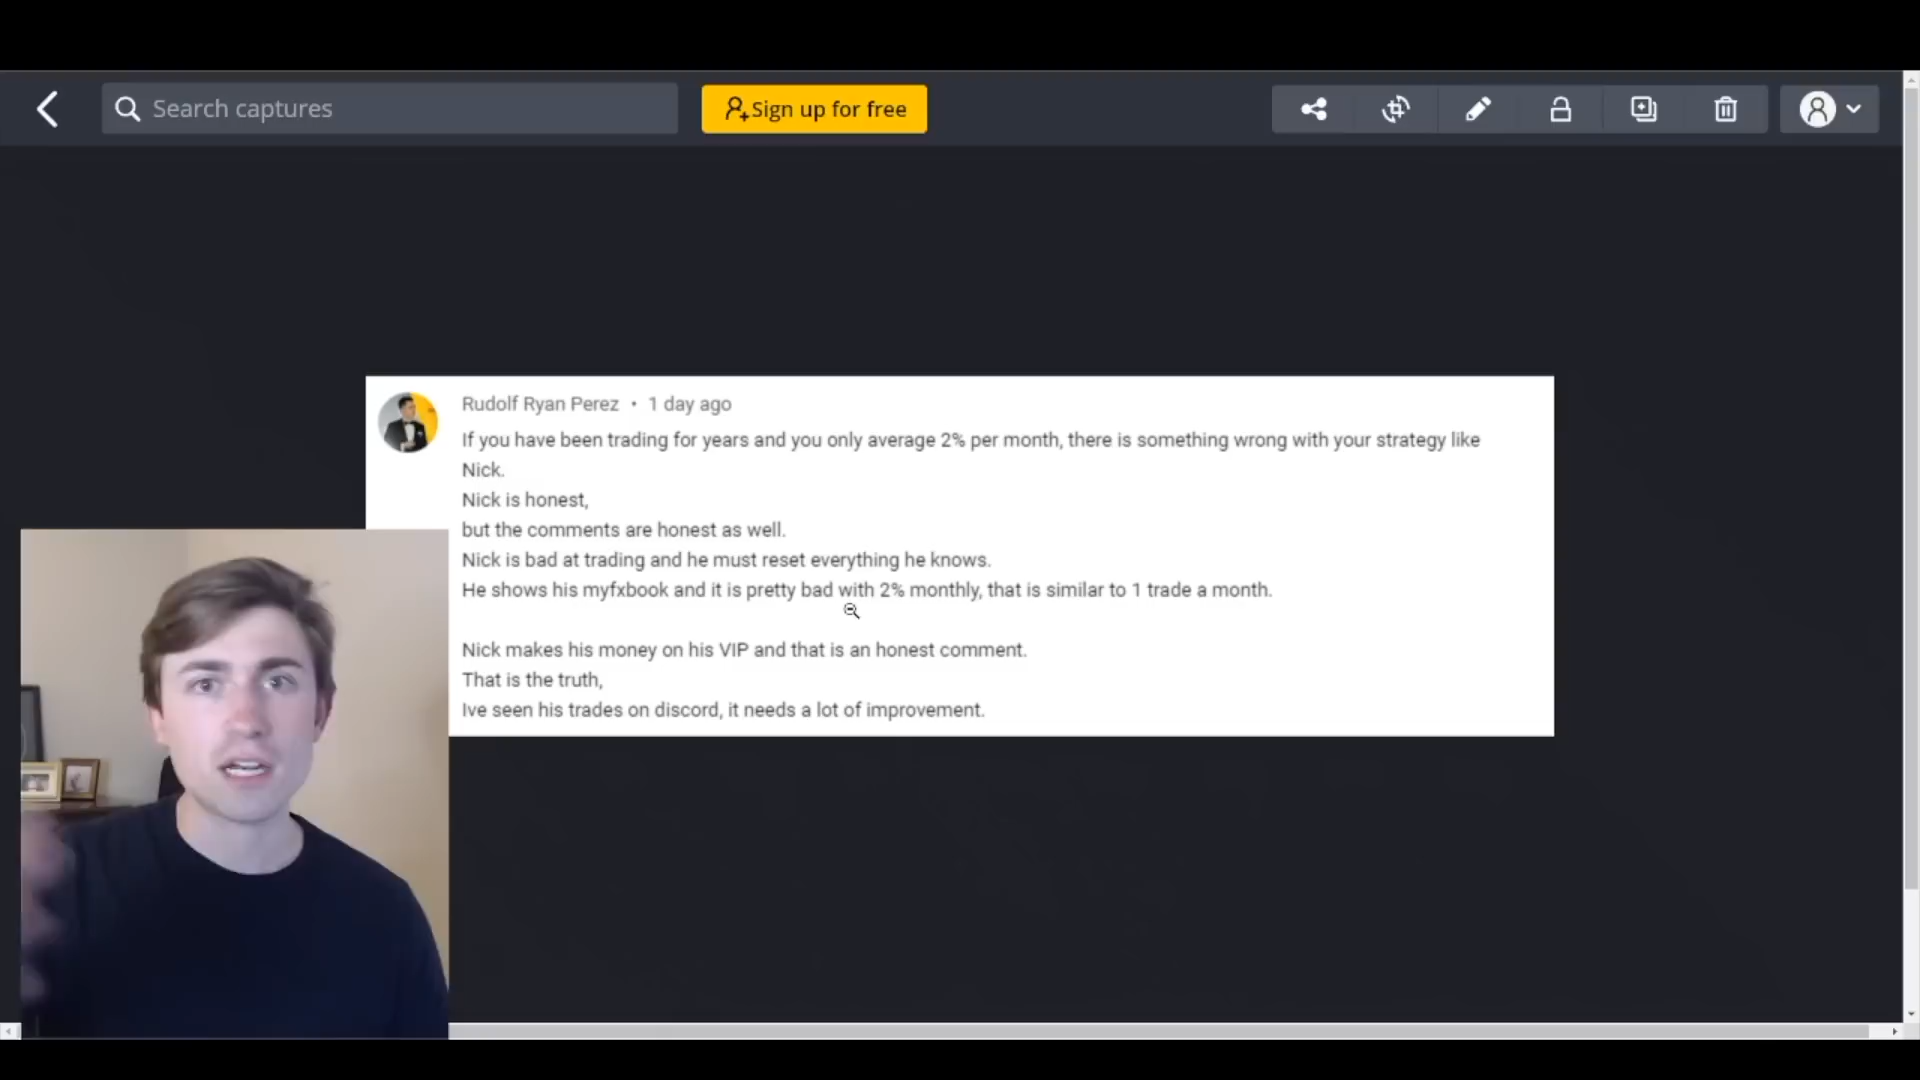 Search captures
Sign up for free
Rudolf Ryan Perez • 1 day ago
If you have been trading for years and you only average 2% per month, there is something wrong with your strategy like
Nick.
Nick is honest,
but the comments are honest as well.
Nick is bad at trading and he must reset everything he knows.
He shows his myfxbook and it is pretty bad with 2% monthly, that is similar to 1 trade a month.
Nick makes his money on his VIP and that is an honest comment.
That is the truth,
Ive seen his trades on discord, it needs a lot of improvement.